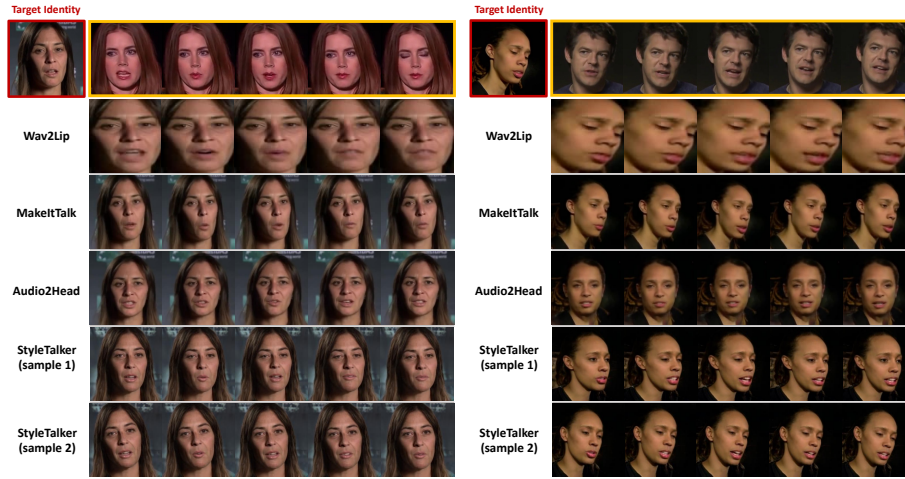 Target Identity
Wav2Lip
MakeItTalk
Audio2Head
StyleTalker
(sample 1)
StyleTalker
(sample 2)
Target Identity
Wav2Lip
MakeItTalk
Audio2Head
StyleTalker
(sample 1)
StyleTalker
(sample 2)